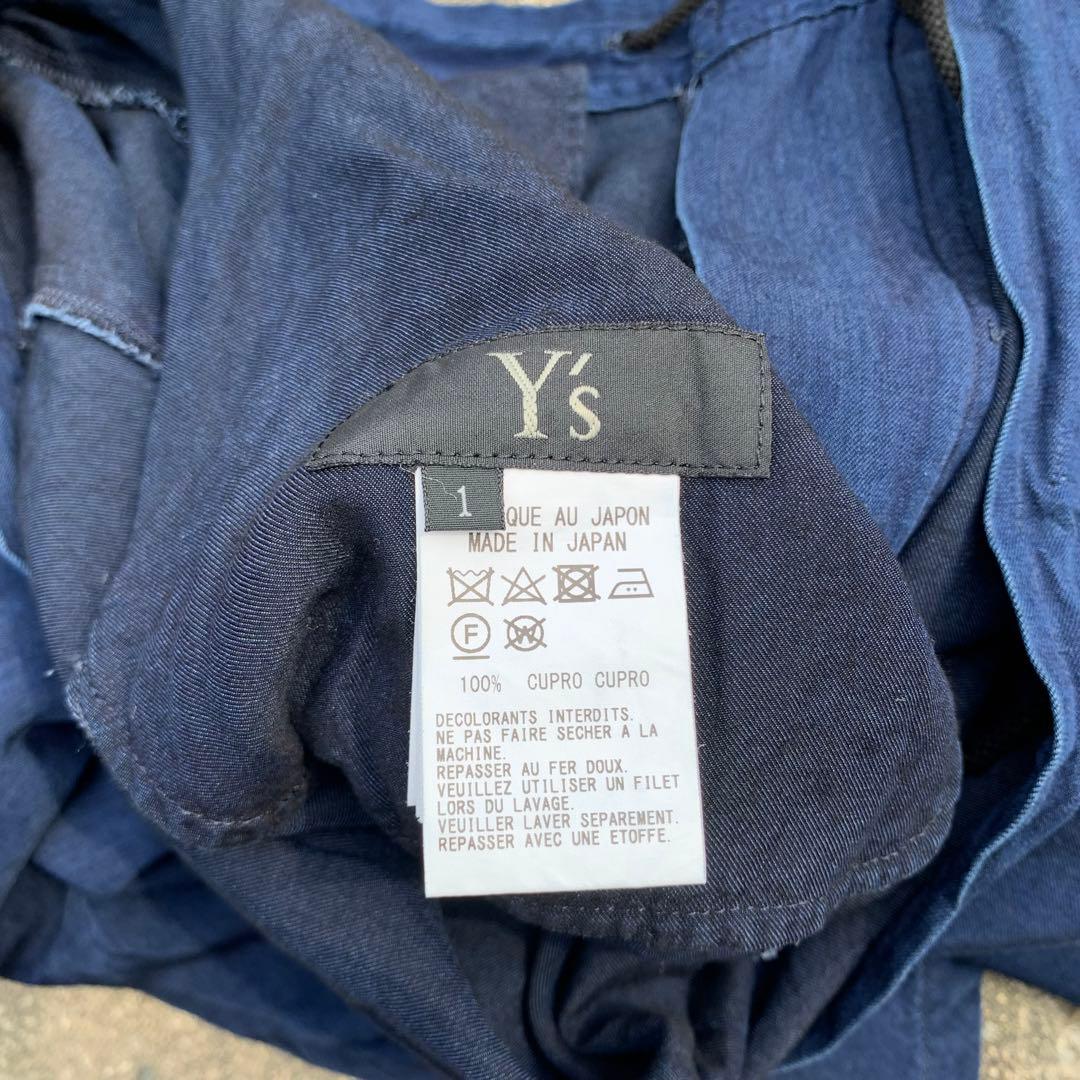 Y's
1
QUE AU JAPON
MADE IN JAPAN
F
W
100% CUPRO CUPRO
DECOLORANTS INTERDITS.
NE PAS FAIRE SECHER A LA
MACHINE.
REPASSER AU FER DOUX.
VEUILLEZ UTILISER UN FILET
LORS DU LAVAGE.
VEUILLER LAVER SEPAREMENT.
REPASSER AVEC UNE ETOFFE.